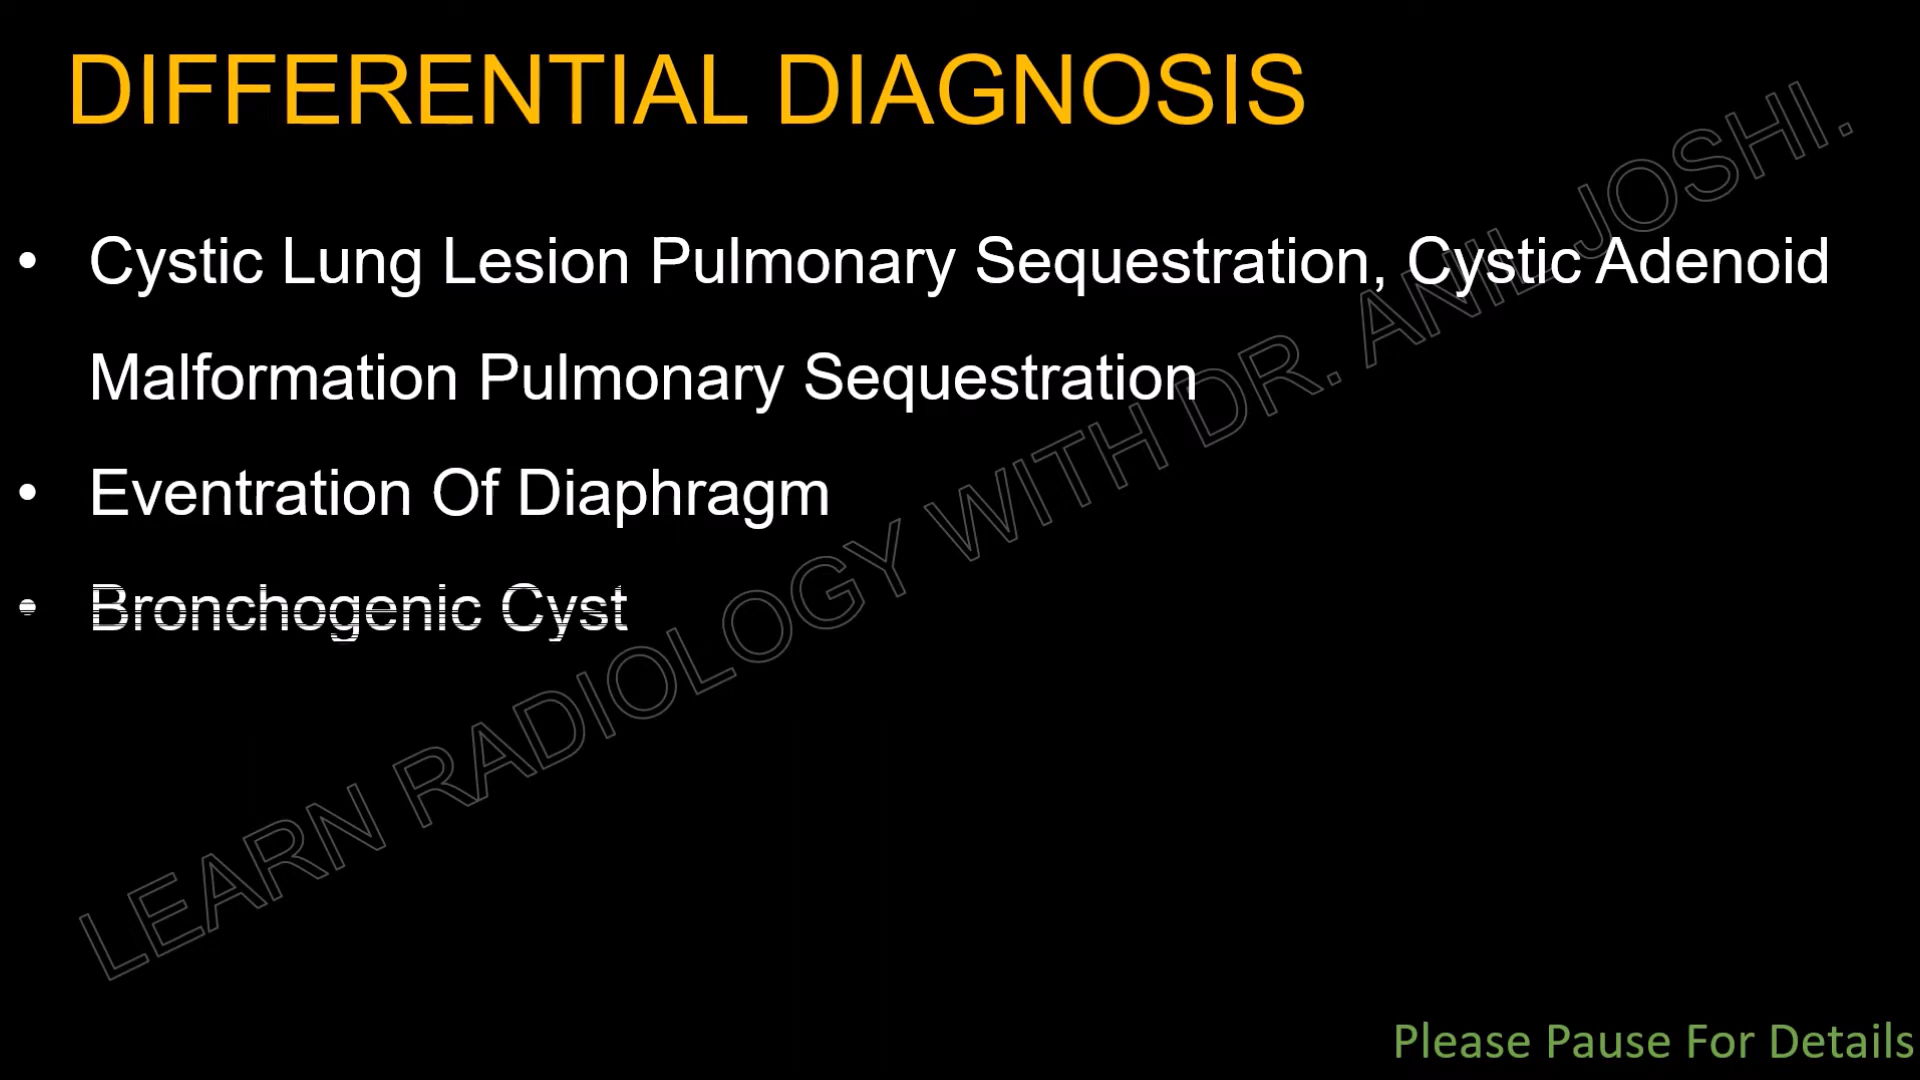 DIFFERENTIAL DIAGNOSIS
• Cystic Lung Lesion Pulmonary Sequestration, Cystic Adenoid
Malformation Pulmonary Sequestration
• Eventration Of Diaphragm
• Bronchogenic Cyst
LEARN RADIOLOGY WITH DR. ANIL JOSHI.
Please Pause For Details